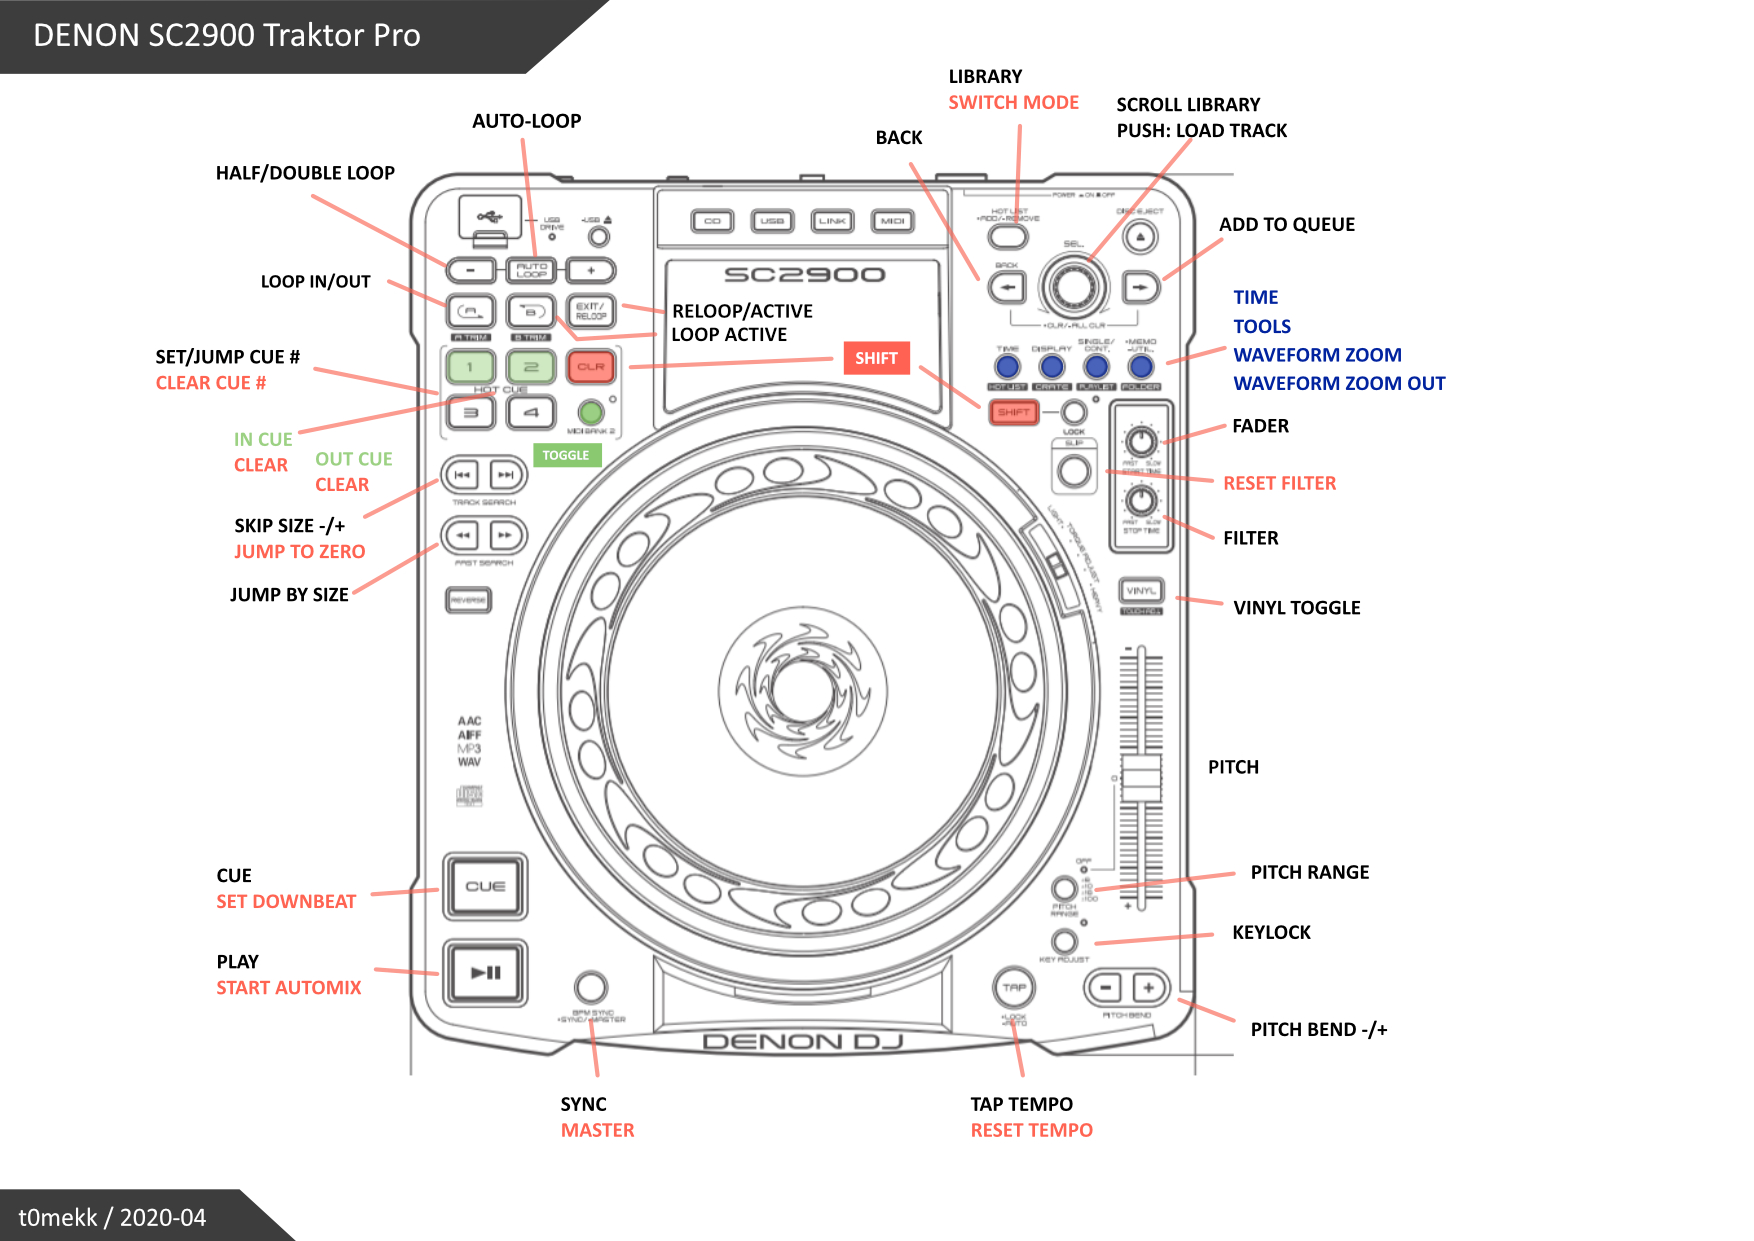 DENON SC2900 Traktor Pro
LIBRARY
SWITCH MODE
SCROLL LIBRARY
PUSH: LOAD TRACK
AUTO-LOOP
BACK
HALF/DOUBLE LOOP
ADD TO QUEUE
LOOP IN/OUT
RELOOP/ACTIVE
LOOP ACTIVE
TIME
TOOLS
WAVEFORM ZOOM
WAVEFORM ZOOM OUT
SET/JUMP CUE #
CLEAR CUE #
SHIFT
FADER
IN CUE
CLEAR
OUT CUE
CLEAR
TOGGLE
RESET FILTER
SKIP SIZE -/+
JUMP TO ZERO
FILTER
JUMP BY SIZE
VINYL TOGGLE
PITCH
CUE
SET DOWNBEAT
PITCH RANGE
KEYLOCK
PLAY
START AUTOMIX
PITCH BEND -/+
SYNC
MASTER
TAP TEMPO
RESET TEMPO
t0mekk / 2020-04
POWER ON OFF
USB
DRIVE
-USB
CD
USB
LINK
MIDI
HOT LIST
+ADD/-REMOVE
DISC EJECT
SEL.
BACK
+CLR/-ALL CLR
-
AUTO
LOOP
+
SC2900
A
B
EXIT/
RELOOP
A TRIM
B TRIM
1
2
CLR
HOT CUE
3
4
MIDI BANK 2
TIME
DISPLAY
SINGLE/
CONT.
+MEMO
-UTIL.
HOT LIST
CRATE
PLAYLIST
FOLDER
SHIFT
LOCK
SLIP
FAST
SLOW
START TIME
FAST
SLOW
STOP TIME
TRACK SEARCH
FAST SEARCH
REVERSE
LIGHT
TORQUE ADJUST
HEAVY
VINYL
TOUCH ADJ.
AAC
AIFF
MP3
WAV
-
0
+
OFF
PITCH
RANGE
KEY ADJUST
CUE
BPM SYNC
+SYNC/-MASTER
TAP
+LOCK
-AUTO
-
+
PITCH BEND
DENON DJ